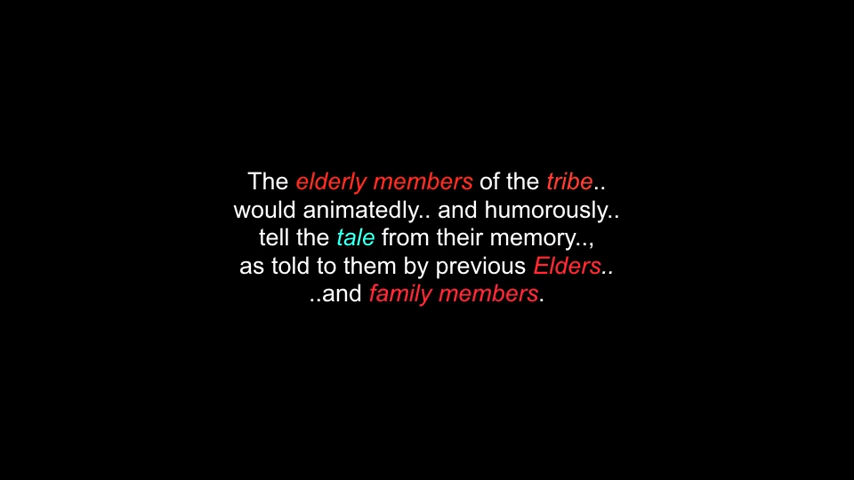 The elderly members of the tribe..
would animatedly.. and humorously..
tell the tale from their memory..,
as told to them by previous Elders..
..and family members.